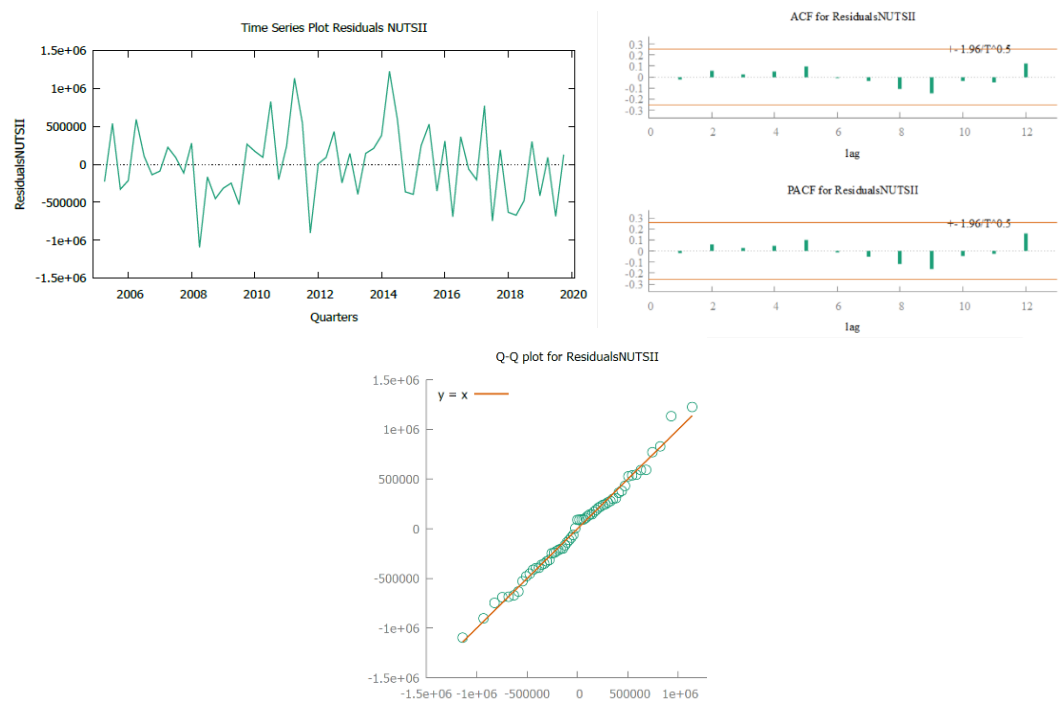 Time Series Plot Residuals NUTSII
1.5e+06
1e+06
500000
0
-500000
-1e+06
-1.5e+06
ResidualsNUTSII
2006 2008 2010 2012 2014 2016 2018 2020
Quarters
ACF for ResidualsNUTSII
+- 1.96/T^0.5
0.3
0.2
0.1
0
-0.1
-0.2
-0.3
0 2 4 6 8 10 12
lag
PACF for ResidualsNUTSII
+- 1.96/T^0.5
0.3
0.2
0.1
0
-0.1
-0.2
-0.3
0 2 4 6 8 10 12
lag
Q-Q plot for ResidualsNUTSII
y = x
1.5e+06
1e+06
500000
0
-500000
-1e+06
-1.5e+06
-1.5e+06 -1e+06 -500000 0 500000 1e+06